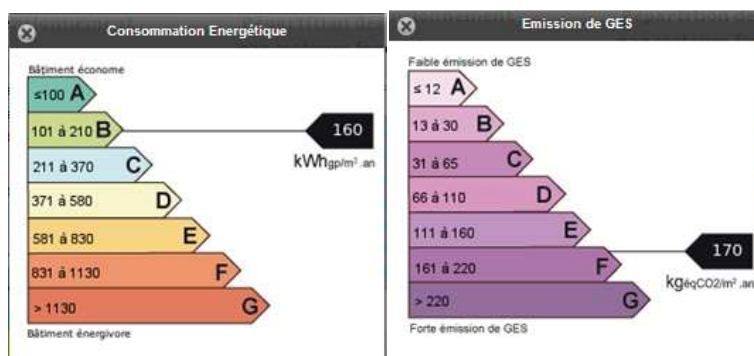 Consommation Energétique
Bâtiment économe
≤100 A
101 à 210 B
160
kWhgp/m².an
211 à 370 C
371 à 580 D
581 à 830 E
831 à 1130 F
> 1130 G
Bâtiment énergivore
Emission de GES
Faible émission de GES
≤ 12 A
13 à 30 B
31 à 65 C
66 à 110 D
111 à 160 E
170
kgéqCO2/m².an
161 à 220 F
> 220 G
Forte émission de GES